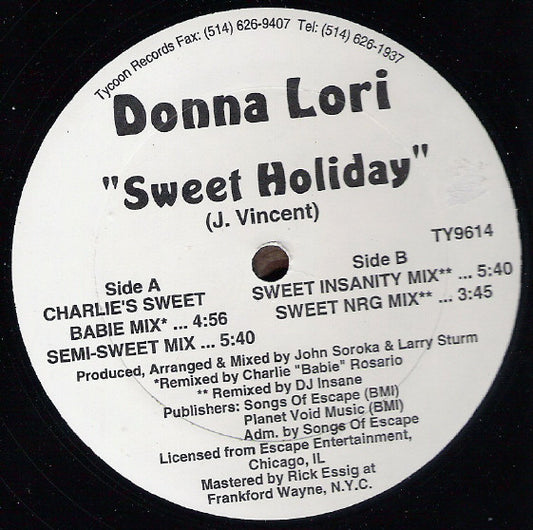 Tycoon Records Fax: (514) 626-9407 Tel: (514) 626-1937
Donna Lori
"Sweet Holiday"
(J. Vincent)
TY9614
Side A
CHARLIE'S SWEET
BABIE MIX* ... 4:56
SEMI-SWEET MIX ... 5:40
Side B
SWEET INSANITY MIX** ... 5:40
SWEET NRG MIX** ... 3:45
Produced, Arranged & Mixed by John Soroka & Larry Sturm
*Remixed by Charlie "Babie" Rosario
** Remixed by DJ Insane
Publishers: Songs Of Escape (BMI)
Planet Void Music (BMI)
Adm. by Songs Of Escape
Licensed from Escape Entertainment,
Chicago, IL
Mastered by Rick Essig at
Frankford Wayne, N.Y.C.